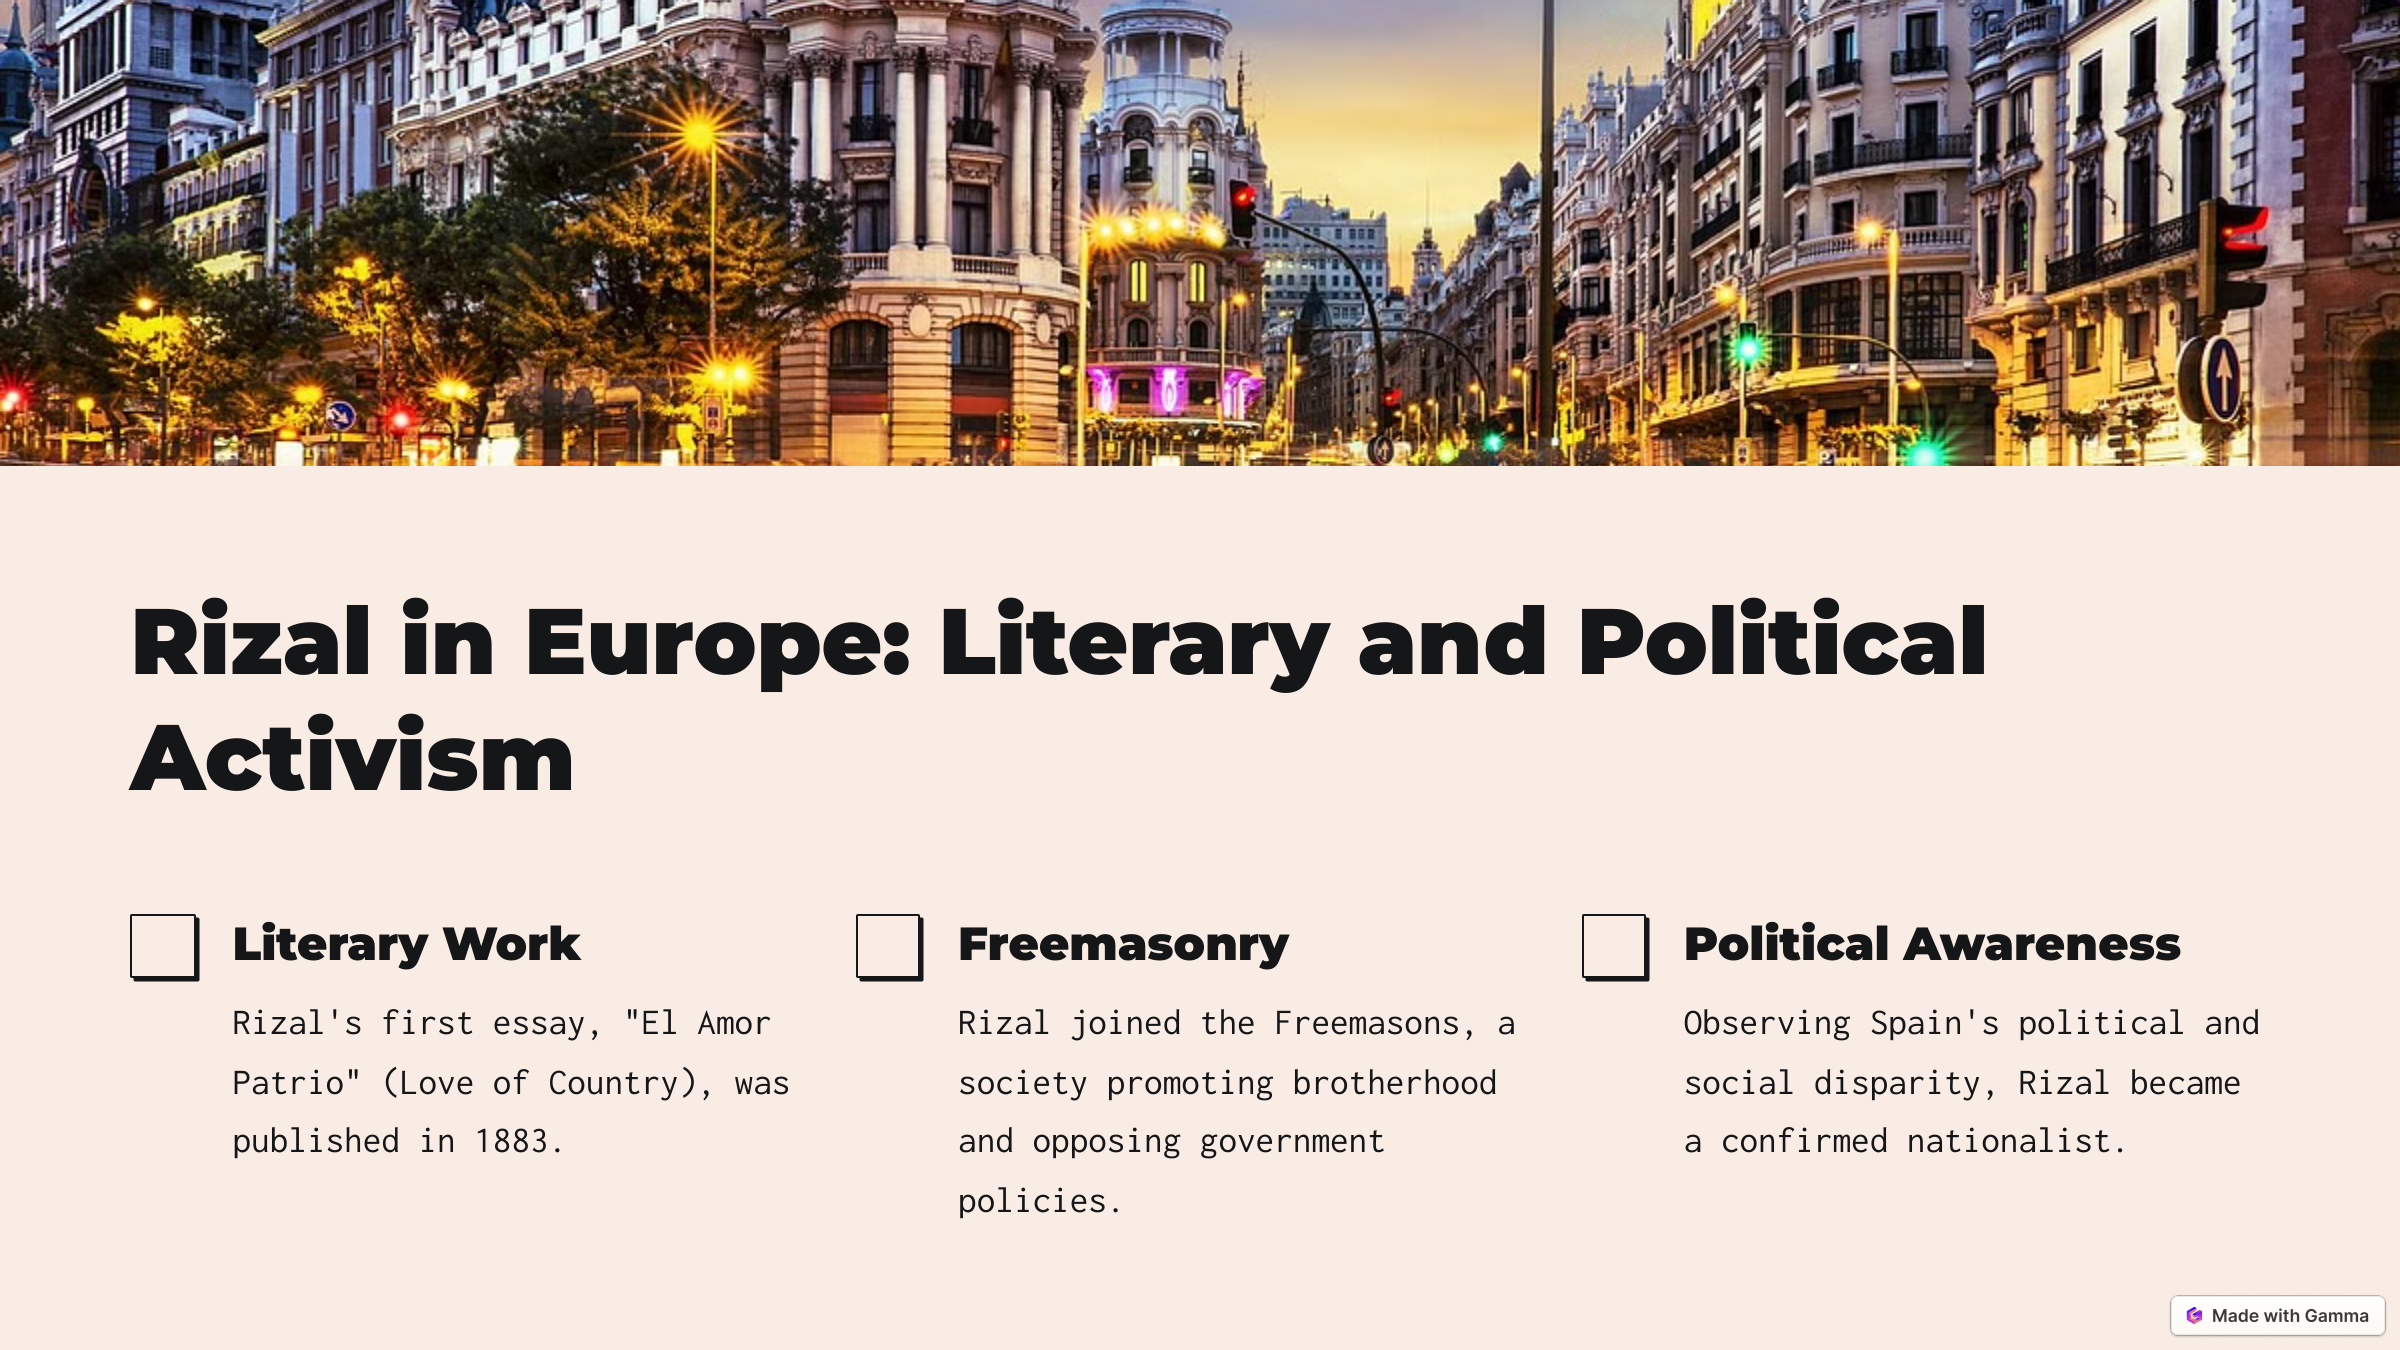 Rizal in Europe: Literary and Political
Activism
Literary Work
Rizal's first essay, "El Amor
Patrio" (Love of Country), was
published in 1883.
Freemasonry
Rizal joined the Freemasons, a
society promoting brotherhood
and opposing government
policies.
Political Awareness
Observing Spain's political and
social disparity, Rizal became
a confirmed nationalist.
Made with Gamma